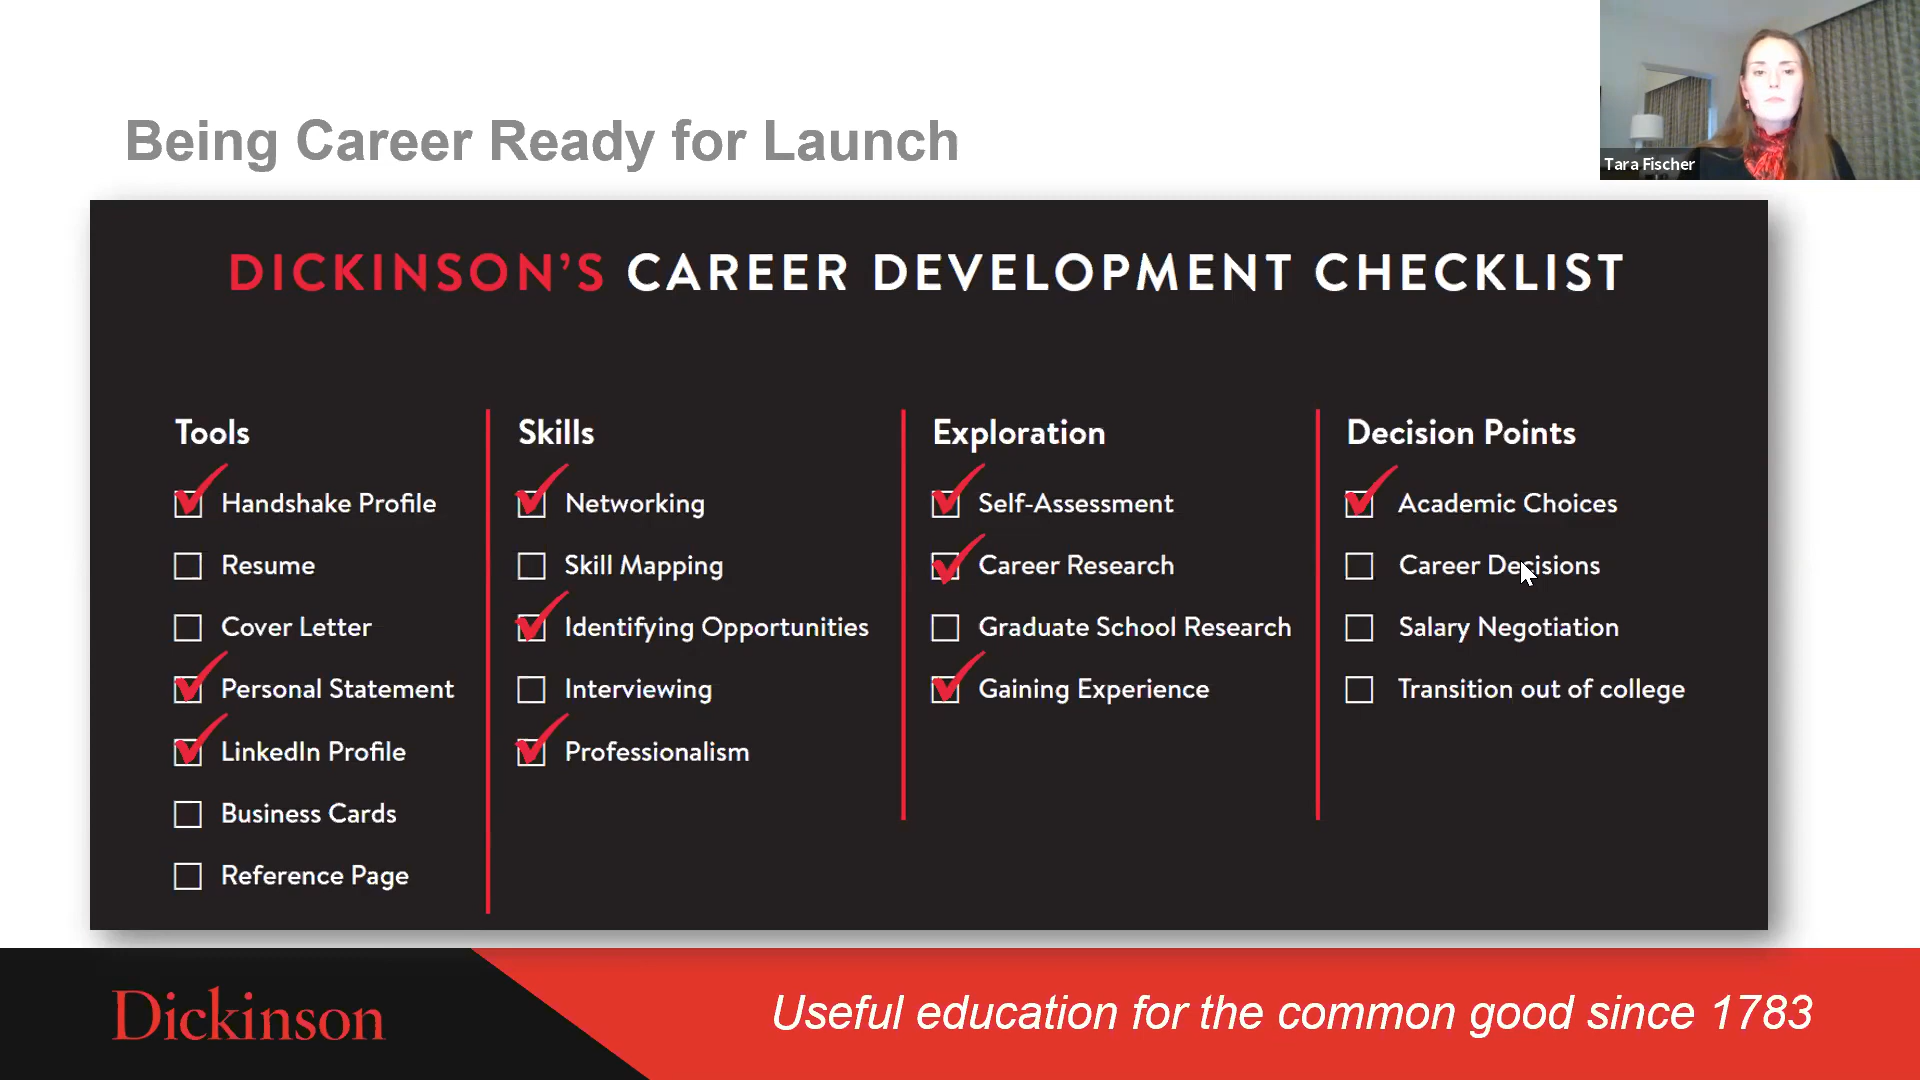 Being Career Ready for Launch
Tara Fischer
DICKINSON'S CAREER DEVELOPMENT CHECKLIST
Tools
Handshake Profile
Resume
Cover Letter
Personal Statement
LinkedIn Profile
Business Cards
Reference Page
Skills
Networking
Skill Mapping
Identifying Opportunities
Interviewing
Professionalism
Exploration
Self-Assessment
Career Research
Graduate School Research
Gaining Experience
Decision Points
Academic Choices
Career Decisions
Salary Negotiation
Transition out of college
Dickinson
Useful education for the common good since 1783